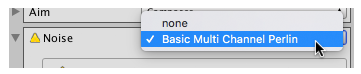 Aim
none
Noise
✓ Basic Multi Channel Perlin